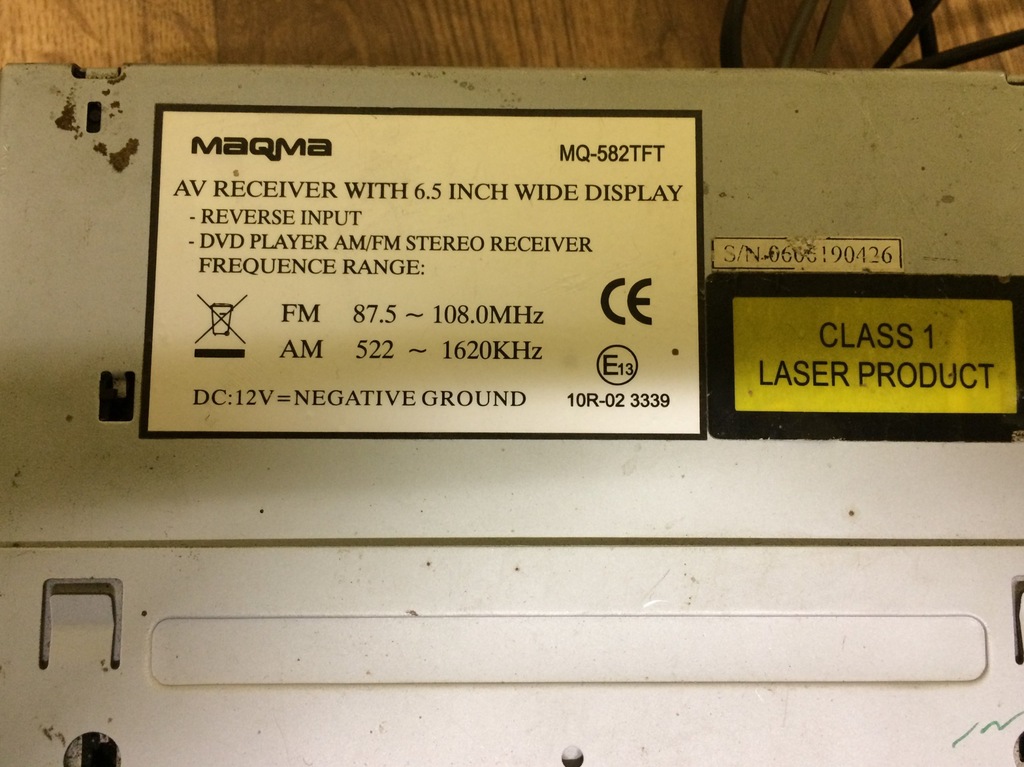 maqma
MQ-582TFT
AV RECEIVER WITH 6.5 INCH WIDE DISPLAY
- REVERSE INPUT
- DVD PLAYER AM/FM STEREO RECEIVER
FREQUENCE RANGE:
FM 87.5 ~ 108.0MHz
AM 522 ~ 1620KHz
DC:12V=NEGATIVE GROUND
CE
E13
10R-02 3339
S/N-0606190426
CLASS 1
LASER PRODUCT